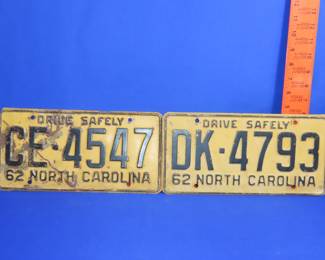 DRIVE SAFELY
CE-4547
62 NORTH CAROLINA
DRIVE SAFELY
DK-4793
62 NORTH CAROLINA